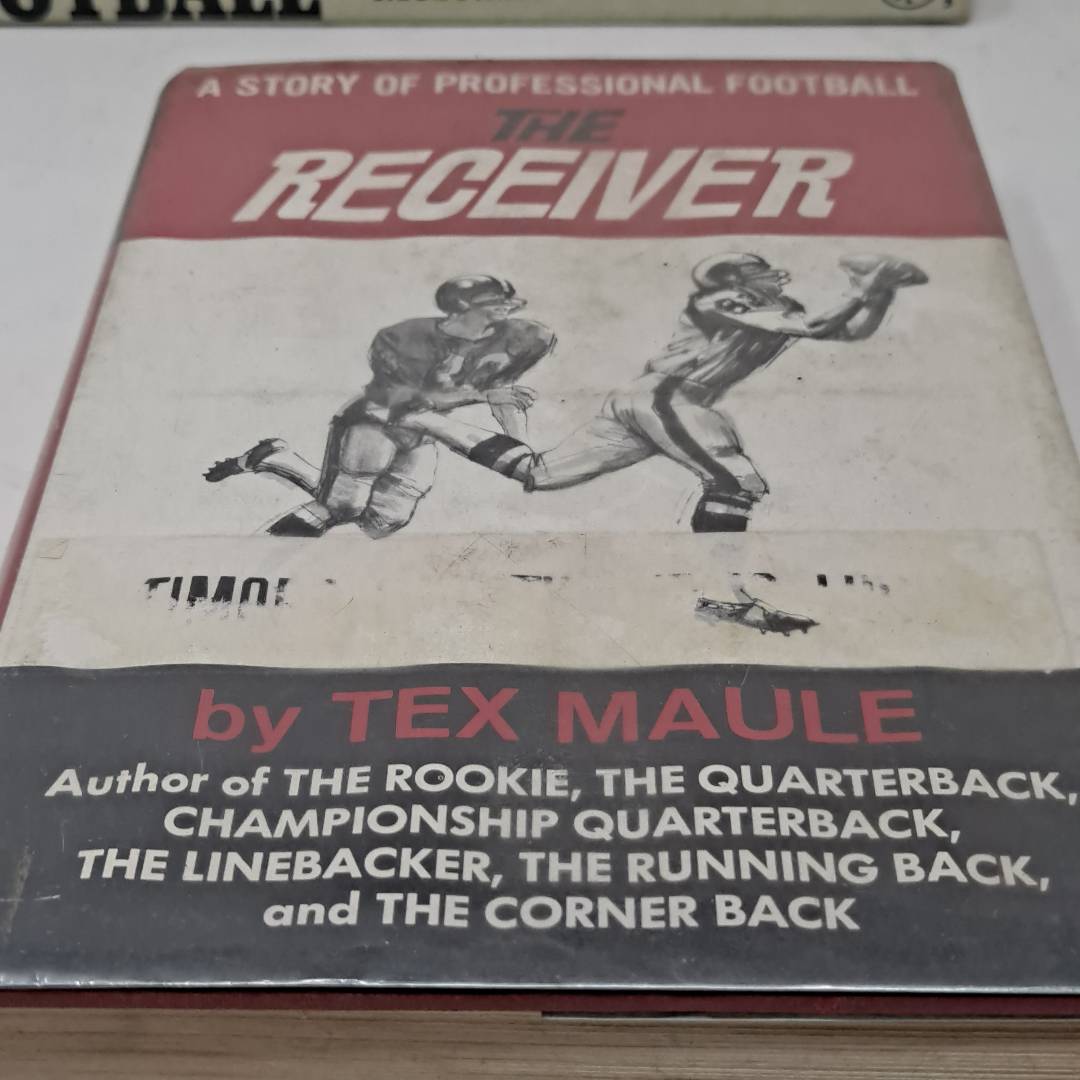 A STORY OF PROFESSIONAL FOOTBALL
THE
RECEIVER
by TEX MAULE
Author of THE ROOKIE, THE QUARTERBACK,
CHAMPIONSHIP QUARTERBACK,
THE LINEBACKER, THE RUNNING BACK,
and THE CORNER BACK